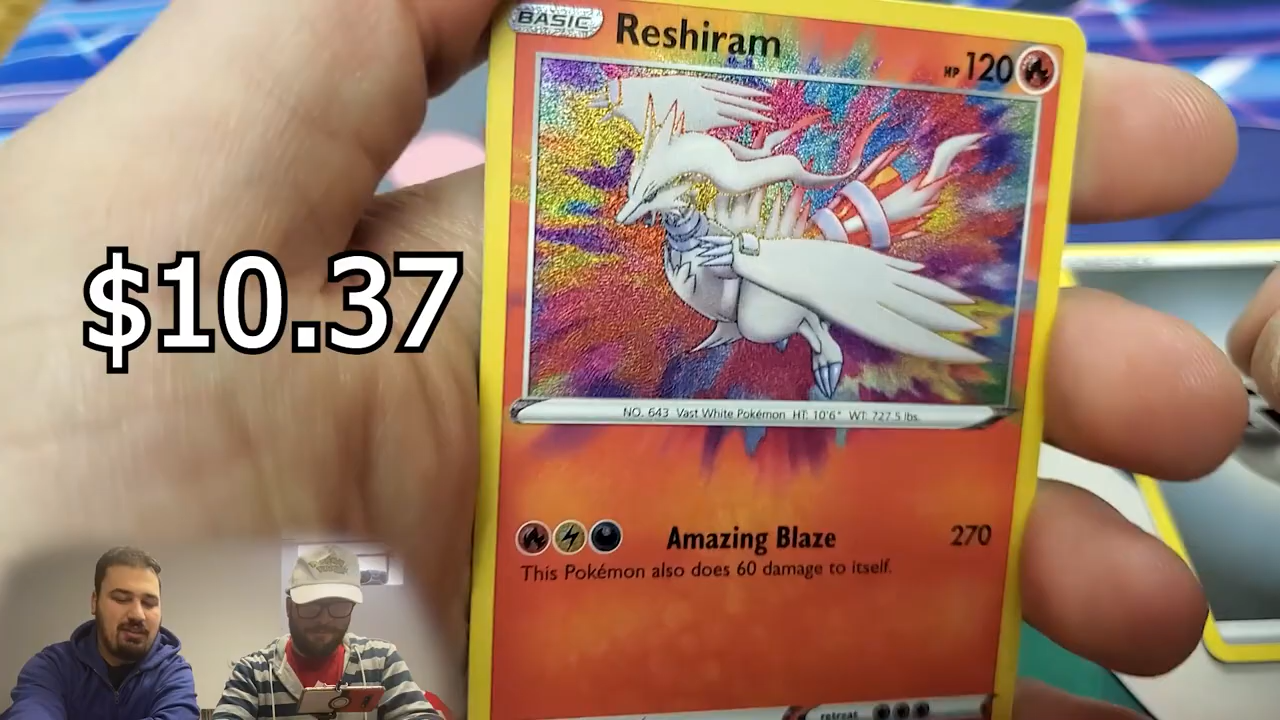 BASIC
Reshiram
HP 120
$10.37
NO. 643 Vast White Pokémon HT: 10'6" WT: 727.5 lbs.
Amazing Blaze 270
This Pokémon also does 60 damage to itself.
retreat